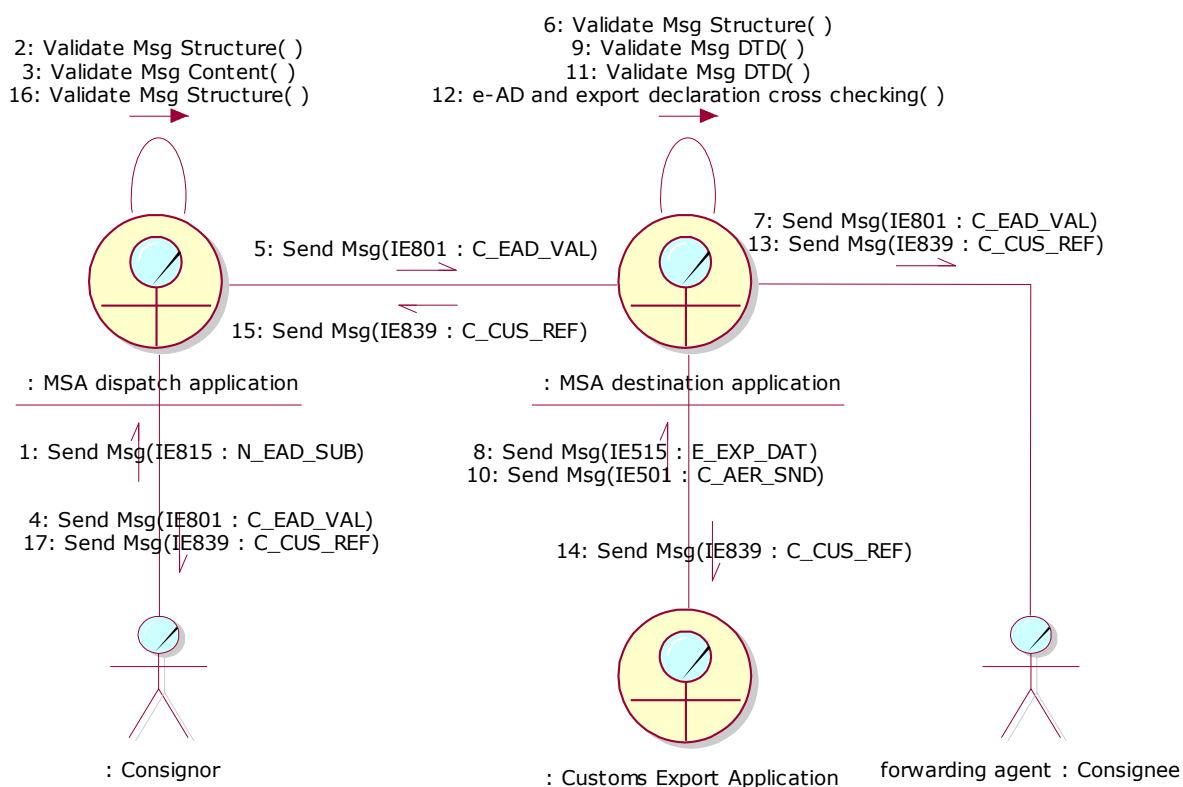 2: Validate Msg Structure( )
3: Validate Msg Content( )
16: Validate Msg Structure( )
6: Validate Msg Structure( )
9: Validate Msg DTD( )
11: Validate Msg DTD( )
12: e-AD and export declaration cross checking( )
5: Send Msg(IE801 : C_EAD_VAL)
15: Send Msg(IE839 : C_CUS_REF)
7: Send Msg(IE801 : C_EAD_VAL)
13: Send Msg(IE839 : C_CUS_REF)
: MSA dispatch application
: MSA destination application
1: Send Msg(IE815 : N_EAD_SUB)
8: Send Msg(IE515 : E_EXP_DAT)
10: Send Msg(IE501 : C_AER_SND)
4: Send Msg(IE801 : C_EAD_VAL)
17: Send Msg(IE839 : C_CUS_REF)
14: Send Msg(IE839 : C_CUS_REF)
: Consignor
: Customs Export Application
forwarding agent : Consignee